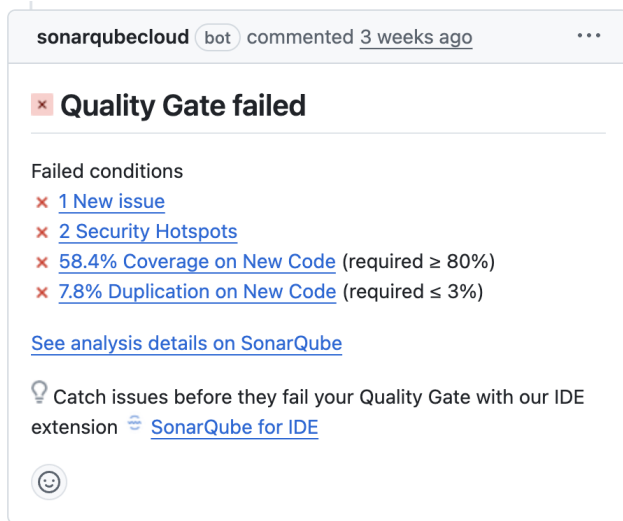 sonarqubecloud bot commented 3 weeks ago
Quality Gate failed
Failed conditions
1 New issue
2 Security Hotspots
58.4% Coverage on New Code (required ≥ 80%)
7.8% Duplication on New Code (required ≤ 3%)
See analysis details on SonarQube
Catch issues before they fail your Quality Gate with our IDE
extension SonarQube for IDE